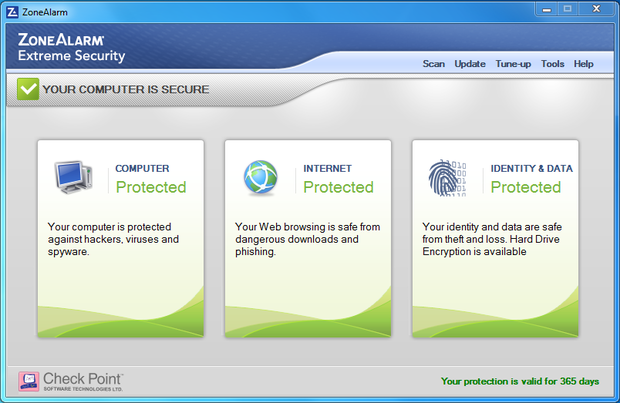 ZoneAlarm
ZONEALARM
Extreme Security
Scan Update Tune-up Tools Help
YOUR COMPUTER IS SECURE
COMPUTER
Protected
Your computer is protected
against hackers, viruses and
spyware.
INTERNET
Protected
Your Web browsing is safe from
dangerous downloads and
phishing.
IDENTITY & DATA
Protected
Your identity and data are safe
from theft and loss. Hard Drive
Encryption is available
Check Point™
SOFTWARE TECHNOLOGIES LTD.
Your protection is valid for 365 days